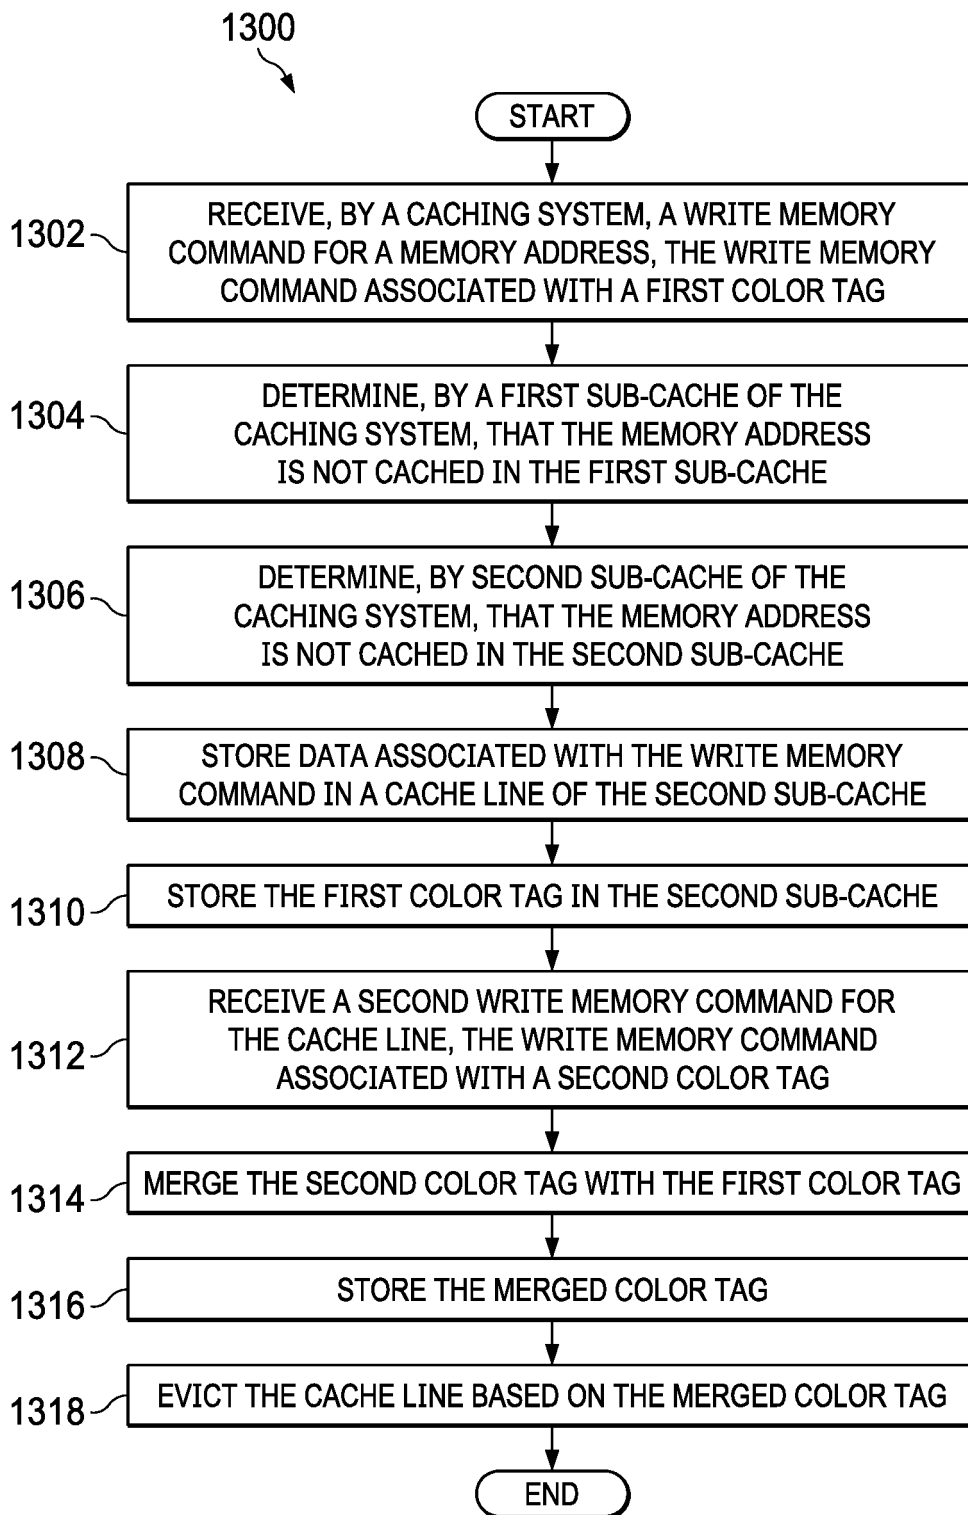 1300
START
1302
RECEIVE, BY A CACHING SYSTEM, A WRITE MEMORY
COMMAND FOR A MEMORY ADDRESS, THE WRITE MEMORY
COMMAND ASSOCIATED WITH A FIRST COLOR TAG
1304
DETERMINE, BY A FIRST SUB-CACHE OF THE
CACHING SYSTEM, THAT THE MEMORY ADDRESS
IS NOT CACHED IN THE FIRST SUB-CACHE
1306
DETERMINE, BY SECOND SUB-CACHE OF THE
CACHING SYSTEM, THAT THE MEMORY ADDRESS
IS NOT CACHED IN THE SECOND SUB-CACHE
1308
STORE DATA ASSOCIATED WITH THE WRITE MEMORY
COMMAND IN A CACHE LINE OF THE SECOND SUB-CACHE
1310
STORE THE FIRST COLOR TAG IN THE SECOND SUB-CACHE
1312
RECEIVE A SECOND WRITE MEMORY COMMAND FOR
THE CACHE LINE, THE WRITE MEMORY COMMAND
ASSOCIATED WITH A SECOND COLOR TAG
1314
MERGE THE SECOND COLOR TAG WITH THE FIRST COLOR TAG
1316
STORE THE MERGED COLOR TAG
1318
EVICT THE CACHE LINE BASED ON THE MERGED COLOR TAG
END